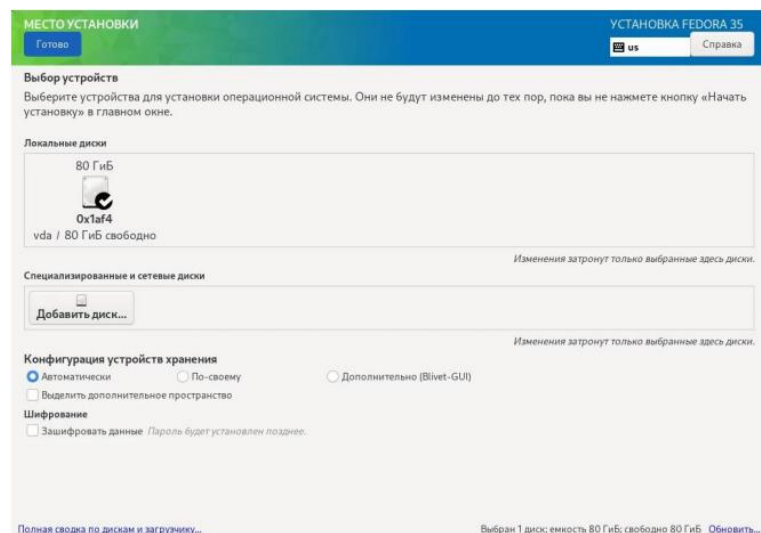 МЕСТО УСТАНОВКИ
УСТАНОВКА FEDORA 35
Готово
us
Справка
Выбор устройств
Выберите устройства для установки операционной системы. Они не будут изменены до тех пор, пока вы не нажмете кнопку «Начать
установку» в главном окне.
Локальные диски
80 ГиБ
0x1af4
vda / 80 ГиБ свободно
Изменения затронут только выбранные здесь диски.
Специализированные и сетевые диски
Добавить диск...
Изменения затронут только выбранные здесь диски.
Конфигурация устройств хранения
Автоматически
По-своему
Дополнительно (Blivet-GUI)
Выделить дополнительное пространство
Шифрование
Зашифровать данные Пароль будет установлен позднее.
Полная сводка по дискам и загрузчику...
Выбран 1 диск; емкость 80 ГиБ; свободно 80 ГиБ Обновить...